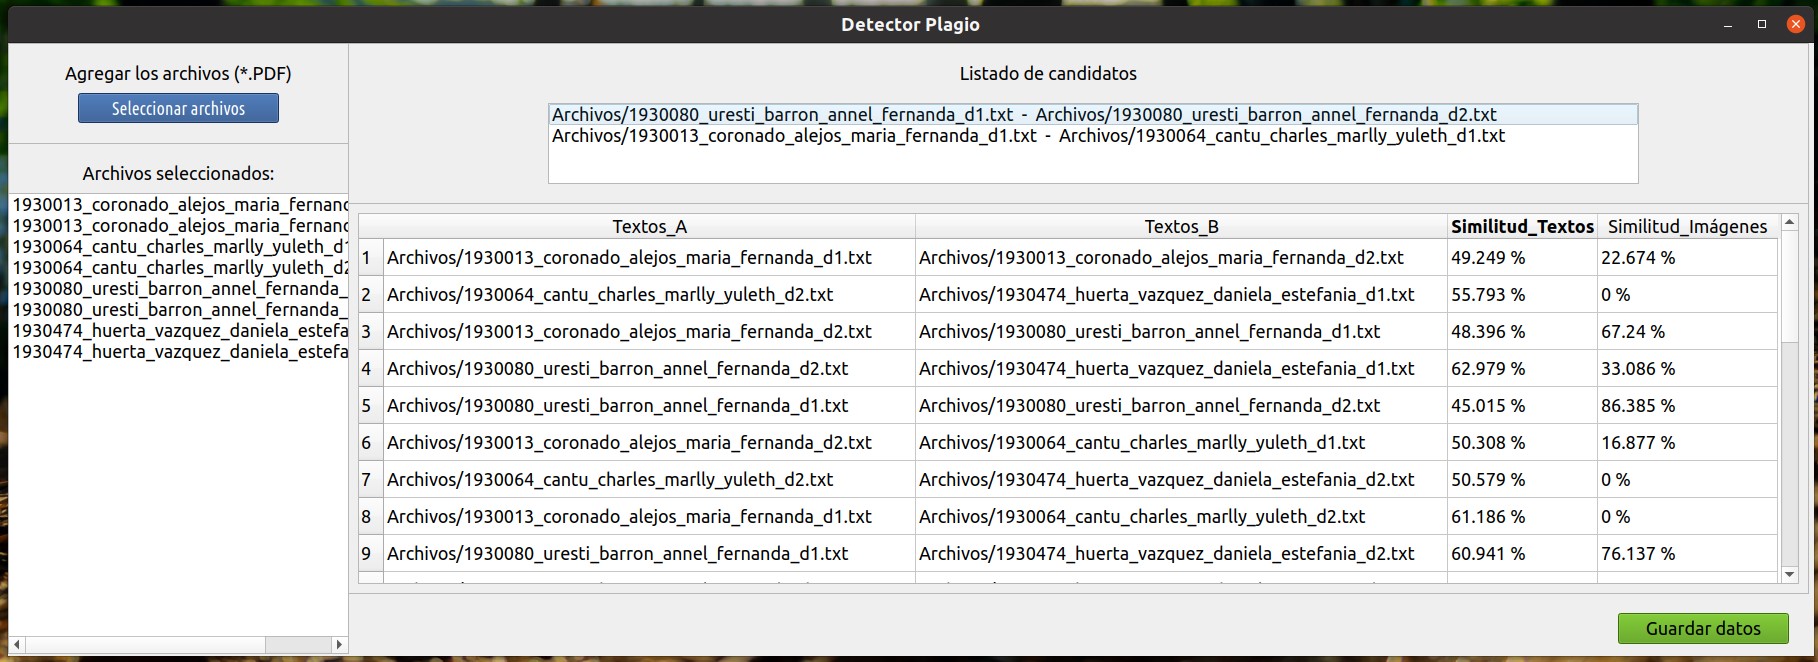 Detector Plagio
Agregar los archivos (*.PDF)
Seleccionar archivos
Archivos seleccionados:
1930013_coronado_alejos_maria_fernanc
1930013_coronado_alejos_maria_fernanc
1930064_cantu_charles_marlly_yuleth_d1
1930064_cantu_charles_marlly_yuleth_d2
1930080_uresti_barron_annel_fernanda_
1930080_uresti_barron_annel_fernanda_
1930474_huerta_vazquez_daniela_estefa
1930474_huerta_vazquez_daniela_estefa
Listado de candidatos
Archivos/1930080_uresti_barron_annel_fernanda_d1.txt - Archivos/1930080_uresti_barron_annel_fernanda_d2.txt
Archivos/1930013_coronado_alejos_maria_fernanda_d1.txt - Archivos/1930064_cantu_charles_marlly_yuleth_d1.txt
Textos_A Textos_B Similitud_Textos Similitud_Imágenes
1 Archivos/1930013_coronado_alejos_maria_fernanda_d1.txt Archivos/1930013_coronado_alejos_maria_fernanda_d2.txt 49.249 % 22.674 %
2 Archivos/1930064_cantu_charles_marlly_yuleth_d2.txt Archivos/1930474_huerta_vazquez_daniela_estefania_d1.txt 55.793 % 0 %
3 Archivos/1930013_coronado_alejos_maria_fernanda_d2.txt Archivos/1930080_uresti_barron_annel_fernanda_d1.txt 48.396 % 67.24 %
4 Archivos/1930080_uresti_barron_annel_fernanda_d2.txt Archivos/1930474_huerta_vazquez_daniela_estefania_d1.txt 62.979 % 33.086 %
5 Archivos/1930080_uresti_barron_annel_fernanda_d1.txt Archivos/1930080_uresti_barron_annel_fernanda_d2.txt 45.015 % 86.385 %
6 Archivos/1930013_coronado_alejos_maria_fernanda_d2.txt Archivos/1930064_cantu_charles_marlly_yuleth_d1.txt 50.308 % 16.877 %
7 Archivos/1930064_cantu_charles_marlly_yuleth_d2.txt Archivos/1930474_huerta_vazquez_daniela_estefania_d2.txt 50.579 % 0 %
8 Archivos/1930013_coronado_alejos_maria_fernanda_d1.txt Archivos/1930064_cantu_charles_marlly_yuleth_d2.txt 61.186 % 0 %
9 Archivos/1930080_uresti_barron_annel_fernanda_d1.txt Archivos/1930474_huerta_vazquez_daniela_estefania_d2.txt 60.941 % 76.137 %
Guardar datos